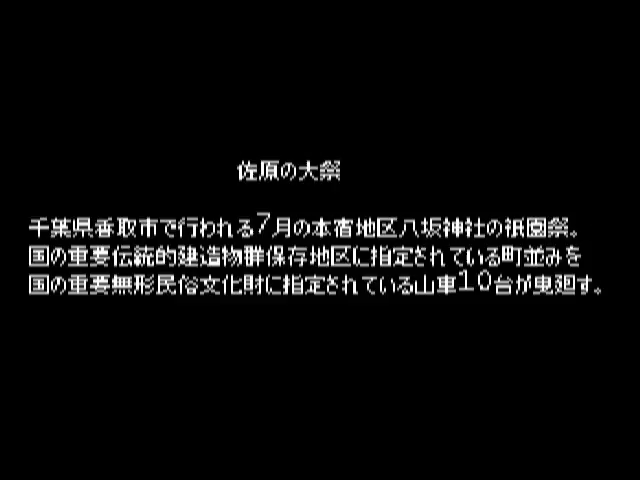 佐原の大祭
千葉県香取市で行われる7月の本宿地区八坂神社の祇園祭。
国の重要伝統的建造物群保存地区に指定されている町並みを
国の重要無形民俗文化財に指定されている山車10台が曳廻す。